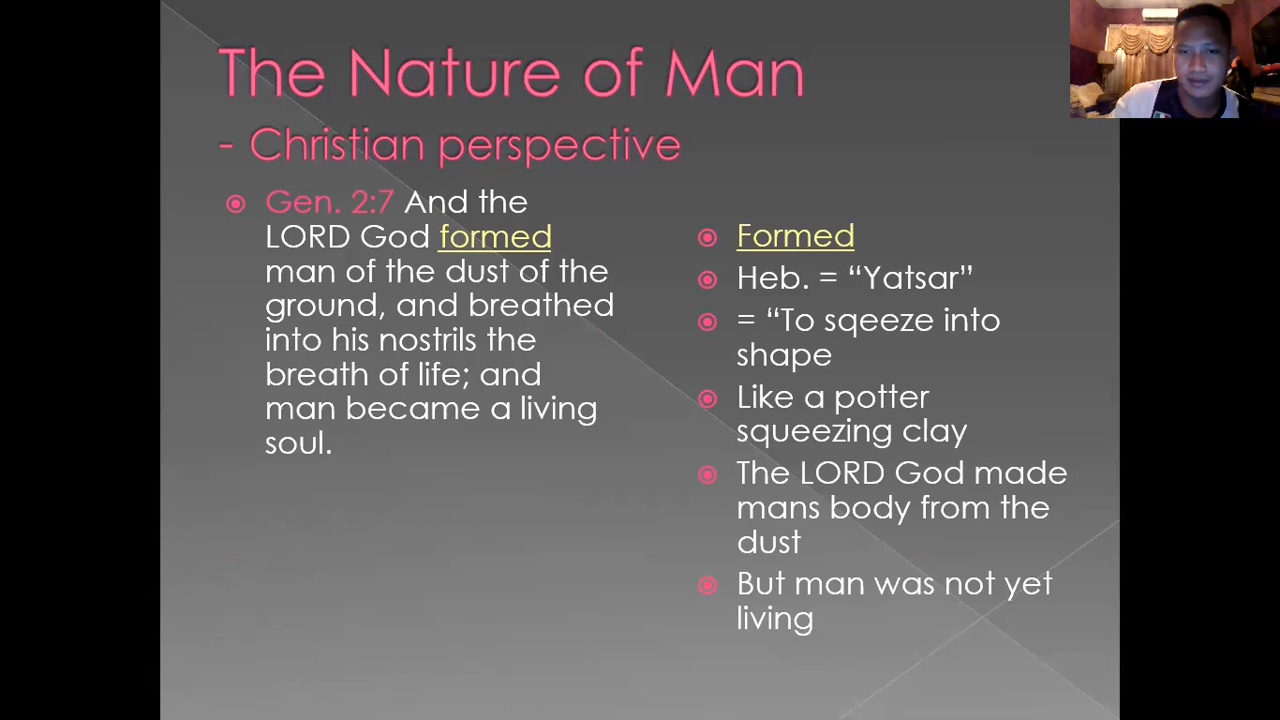 The Nature of Man
- Christian perspective
Gen. 2:7 And the
LORD God formed
man of the dust of the
ground, and breathed
into his nostrils the
breath of life; and
man became a living
soul.
Formed
Heb. = “Yatsar”
= “To sqeeze into
shape
Like a potter
squeezing clay
The LORD God made
mans body from the
dust
But man was not yet
living